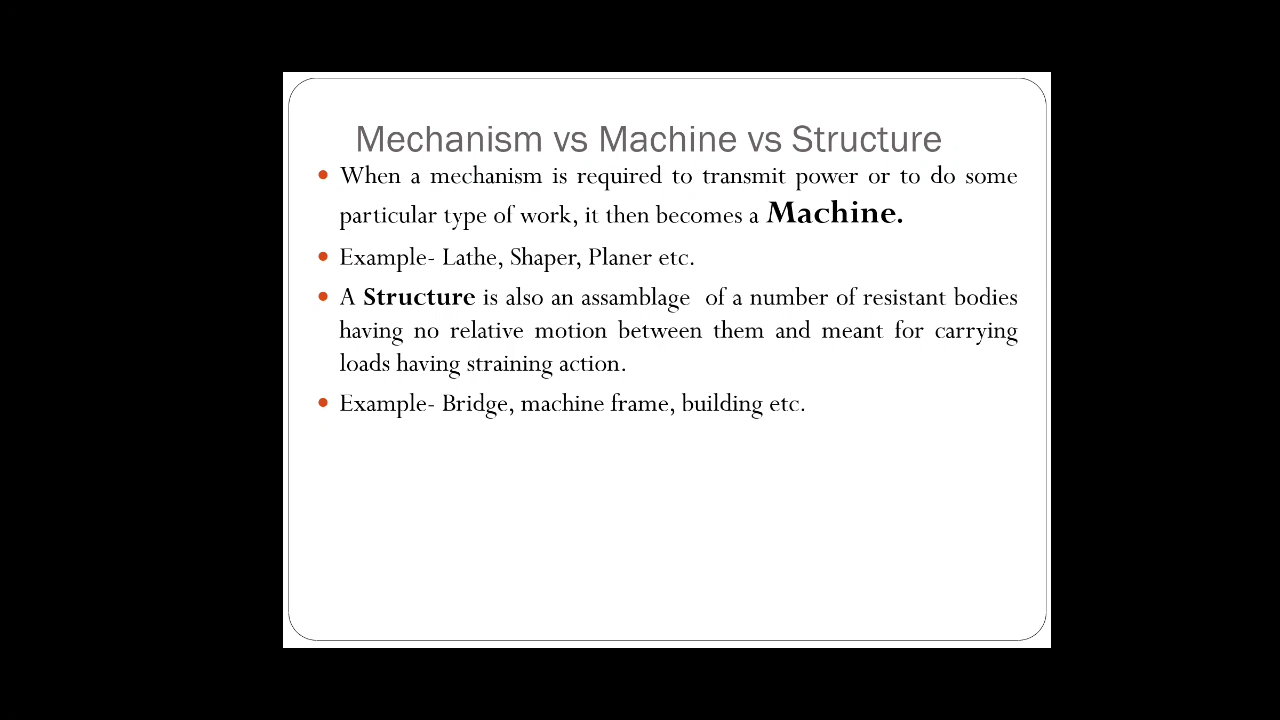 Mechanism vs Machine vs Structure
When a mechanism is required to transmit power or to do some
particular type of work, it then becomes a Machine.
Example- Lathe, Shaper, Planer etc.
A Structure is also an assamblage of a number of resistant bodies
having no relative motion between them and meant for carrying
loads having straining action.
Example- Bridge, machine frame, building etc.